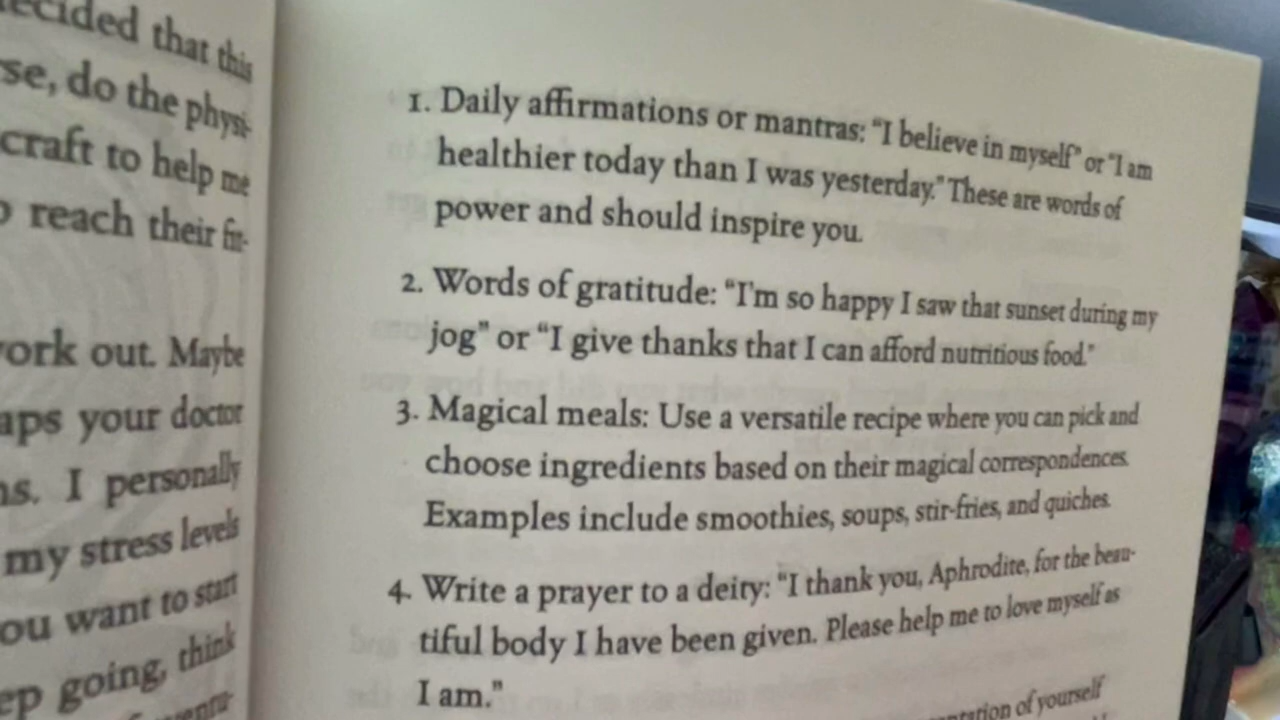 decided that this
se, do the physi-
craft to help me
reach their fit-
work out. Maybe
aps your doctor
ns. I personally
my stress levels
ou want to start
ep going, think
1. Daily affirmations or mantras: “I believe in myself” or “I am
healthier today than I was yesterday.” These are words of
power and should inspire you.
2. Words of gratitude: “I'm so happy I saw that sunset during my
jog” or “I give thanks that I can afford nutritious food.”
3. Magical meals: Use a versatile recipe where you can pick and
choose ingredients based on their magical correspondences.
Examples include smoothies, soups, stir-fries, and quiches.
4. Write a prayer to a deity: “I thank you, Aphrodite, for the beau-
tiful body I have been given. Please help me to love myself as
I am.”
of yourself